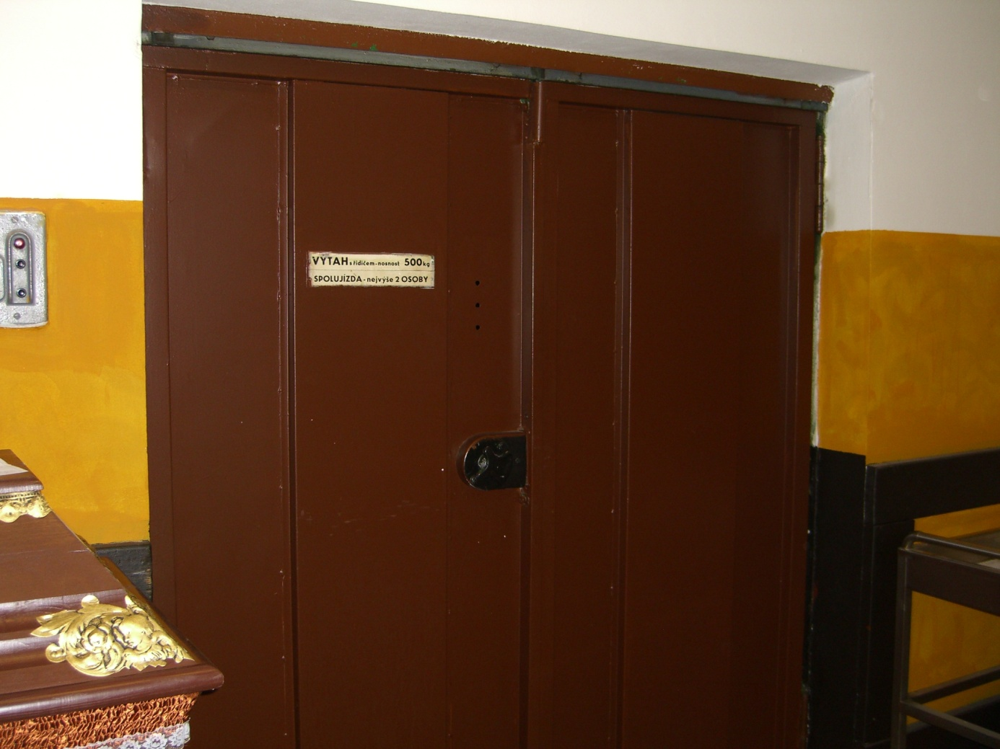 VÝTAH s řidičem - nosnost 500 kg
SPOLUJÍZDA - nejvýše 2 OSOBY